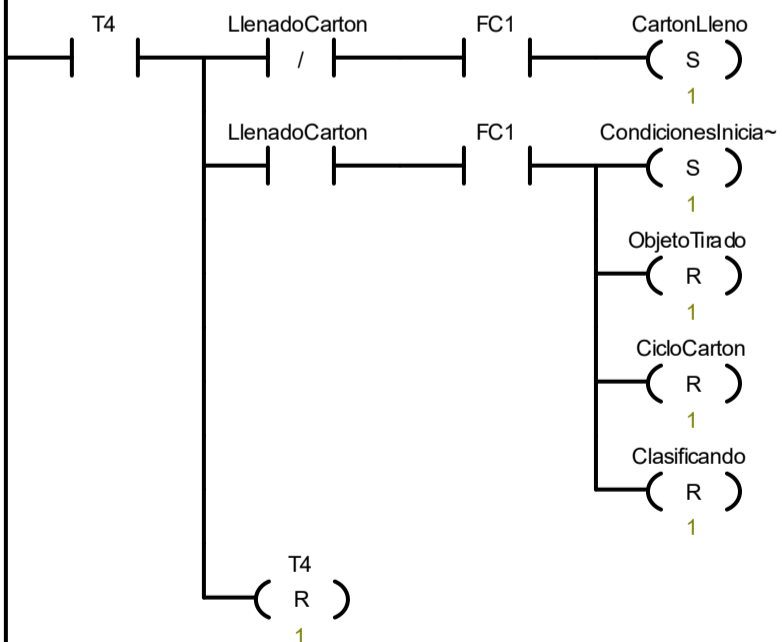 T4 LlenadoCarton FC1 CartonLleno
/ S
1
LlenadoCarton FC1 CondicionesInicia~
S
1
ObjetoTirado
R
1
CicloCarton
R
1
Clasificando
R
1
T4
R
1